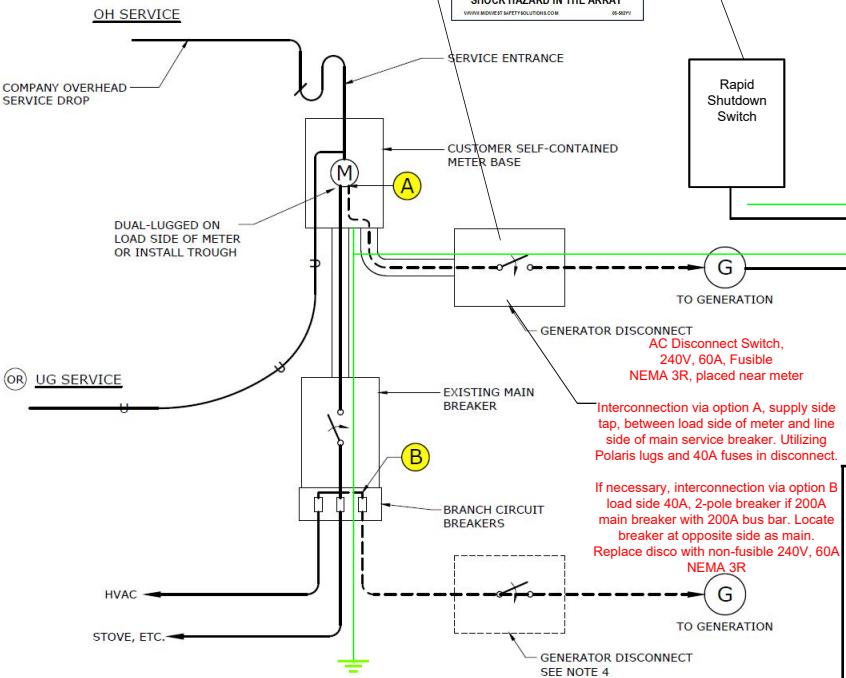 SHOCK HAZARD IN THE ARRAY
OH SERVICE
SERVICE ENTRANCE
COMPANY OVERHEAD
SERVICE DROP
Rapid
Shutdown
Switch
CUSTOMER SELF-CONTAINED
METER BASE
M
A
DUAL-LUGGED ON
LOAD SIDE OF METER
OR INSTALL TROUGH
G
TO GENERATION
GENERATOR DISCONNECT
AC Disconnect Switch,
240V, 60A, Fusible
NEMA 3R, placed near meter
OR UG SERVICE
EXISTING MAIN
BREAKER
Interconnection via option A, supply side
tap, between load side of meter and line
side of main service breaker. Utilizing
Polaris lugs and 40A fuses in disconnect.
B
If necessary, interconnection via option B
load side 40A, 2-pole breaker if 200A
main breaker with 200A bus bar. Locate
breaker at opposite side as main.
Replace disco with non-fusible 240V, 60A
NEMA 3R
BRANCH CIRCUIT
BREAKERS
HVAC
G
TO GENERATION
STOVE, ETC.
GENERATOR DISCONNECT
SEE NOTE 4